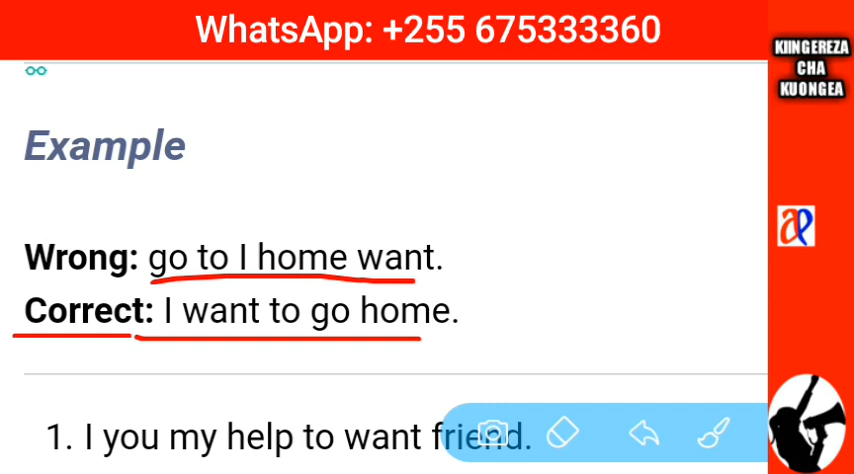 WhatsApp: +255 675333360
KIINGEREZA
CHA
KUONGEA
Example
Wrong: go to I home want.
Correct: I want to go home.
1. I you my help to want friend.